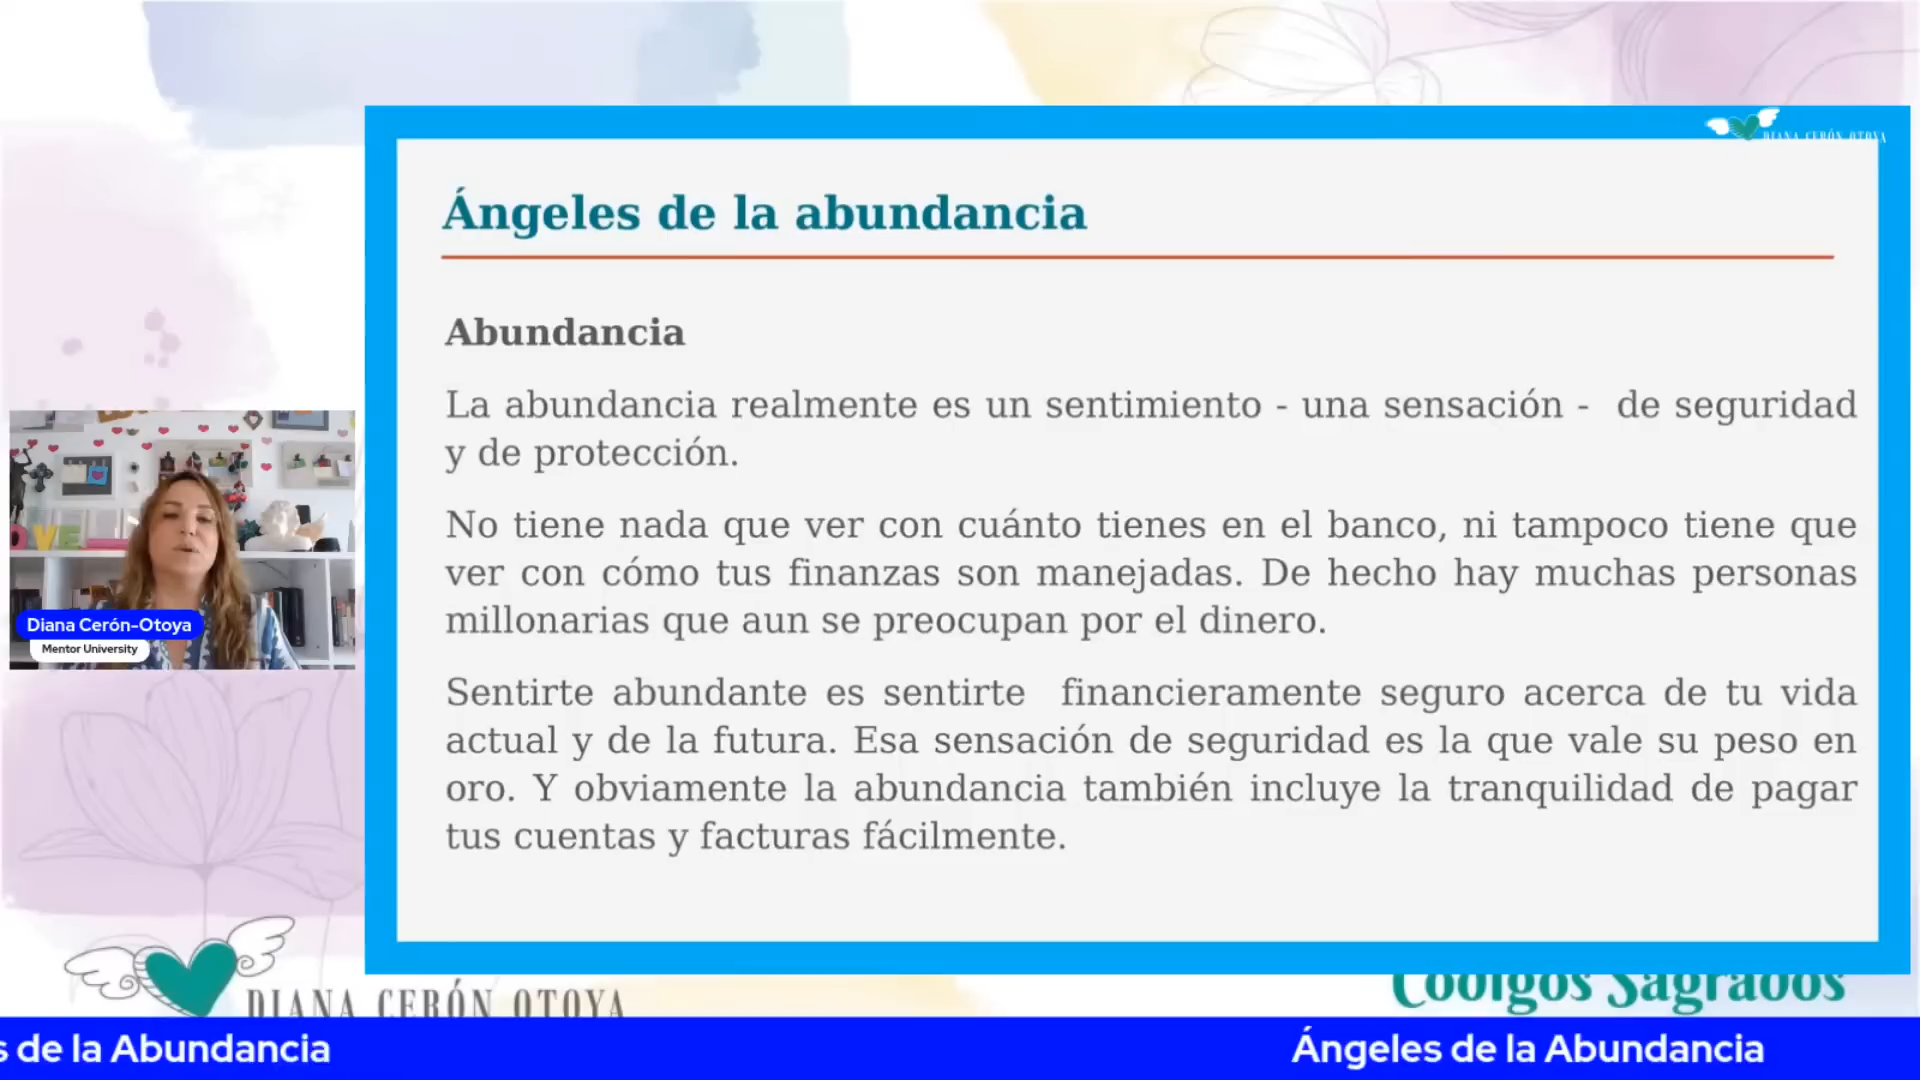 DIANA CERÓN OTOYA
Ángeles de la abundancia
Abundancia
La abundancia realmente es un sentimiento - una sensación - de seguridad
y de protección.
No tiene nada que ver con cuánto tienes en el banco, ni tampoco tiene que
ver con cómo tus finanzas son manejadas. De hecho hay muchas personas
millonarias que aun se preocupan por el dinero.
Sentirte abundante es sentirte financieramente seguro acerca de tu vida
actual y de la futura. Esa sensación de seguridad es la que vale su peso en
oro. Y obviamente la abundancia también incluye la tranquilidad de pagar
tus cuentas y facturas fácilmente.
VE
Diana Cerón-Otoya
Mentor University
DIANA CERÓN OTOYA
Códigos Sagrados
s de la Abundancia
Ángeles de la Abundancia